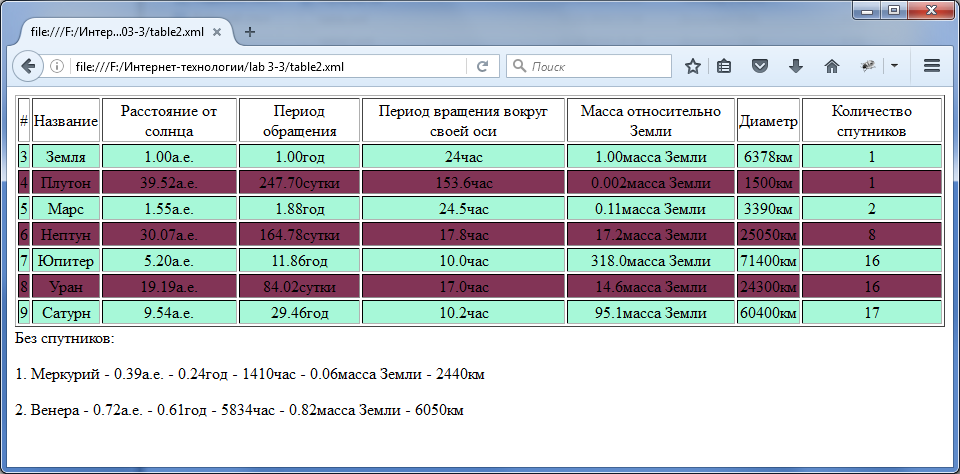 file:///F:/Интер...03-3/table2.xml
file:///F:/Интернет-технологии/lab 3-3/table2.xml
Поиск
# Название Расстояние от солнца Период обращения Период вращения вокруг своей оси Масса относительно Земли Диаметр Количество спутников
3 Земля 1.00а.е. 1.00год 24час 1.00масса Земли 6378км 1
4 Плутон 39.52а.е. 247.70сутки 153.6час 0.002масса Земли 1500км 1
5 Марс 1.55а.е. 1.88год 24.5час 0.11масса Земли 3390км 2
6 Нептун 30.07а.е. 164.78сутки 17.8час 17.2масса Земли 25050км 8
7 Юпитер 5.20а.е. 11.86год 10.0час 318.0масса Земли 71400км 16
8 Уран 19.19а.е. 84.02сутки 17.0час 14.6масса Земли 24300км 16
9 Сатурн 9.54а.е. 29.46год 10.2час 95.1масса Земли 60400км 17
Без спутников:
1. Меркурий - 0.39а.е. - 0.24год - 1410час - 0.06масса Земли - 2440км
2. Венера - 0.72а.е. - 0.61год - 5834час - 0.82масса Земли - 6050км